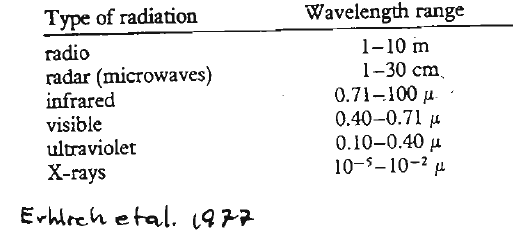 Type of radiation Wavelength range
radio 1–10 m
radar (microwaves) 1–30 cm
infrared 0.71–100 μ
visible 0.40–0.71 μ
ultraviolet 0.10–0.40 μ
X-rays 10⁻⁵–10⁻² μ
et al. 1977